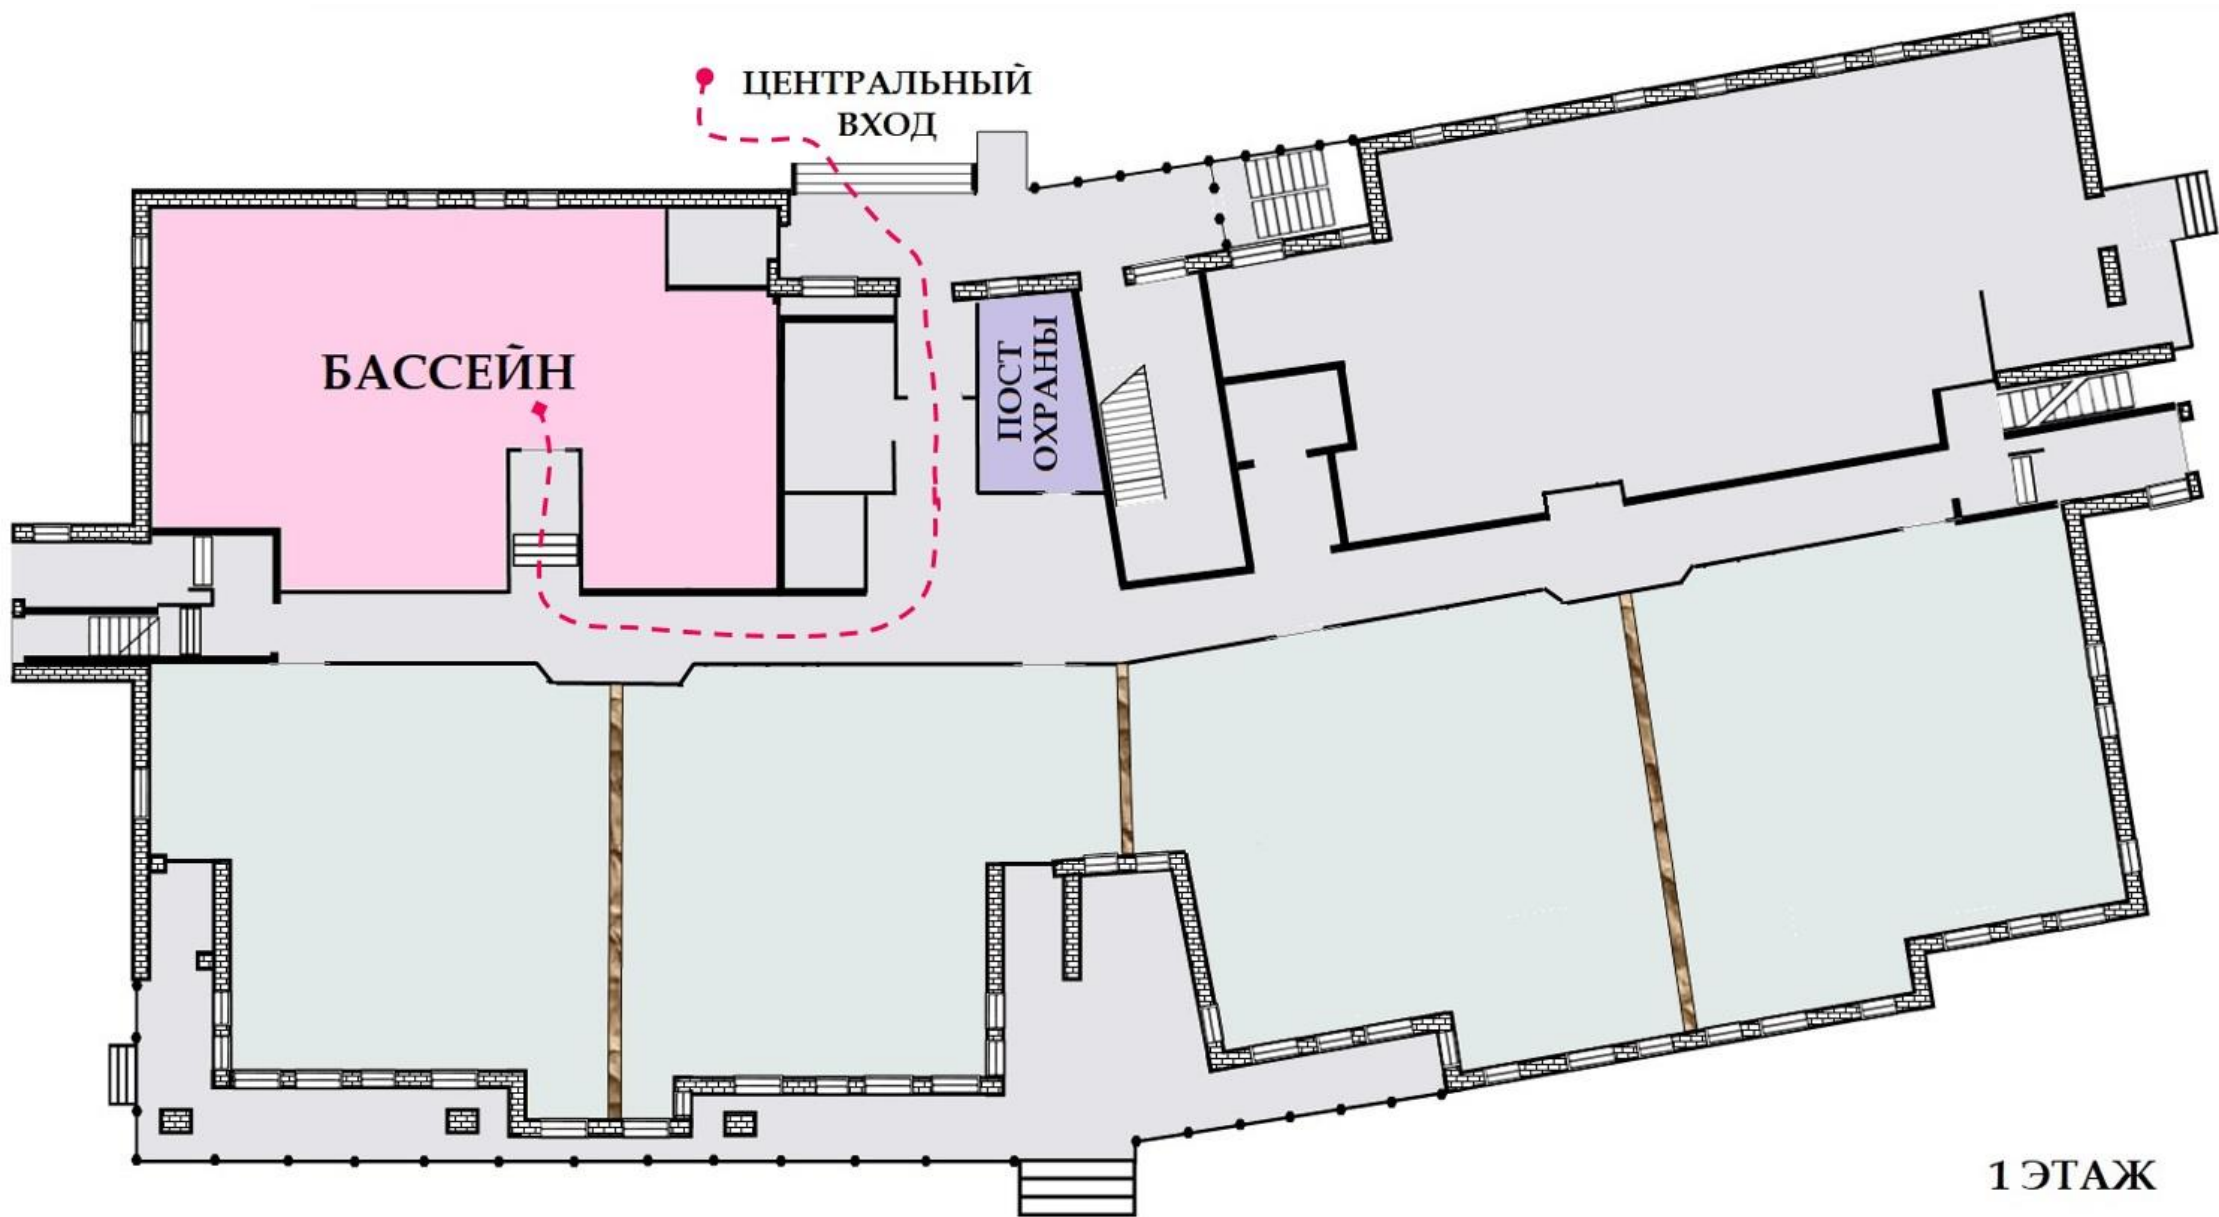 ЦЕНТРАЛЬНЫЙ
ВХОД
БАССЕЙН
ПОСТ
ОХРАНЫ
1 ЭТАЖ